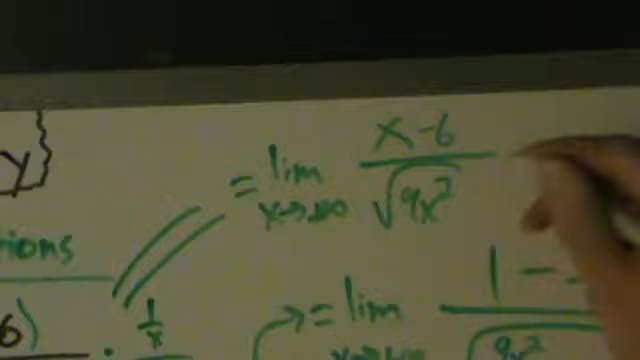 y
= lim x→∞ x-6 / √9x²
tions
6) · 1/x
= lim 1 - / √9x²